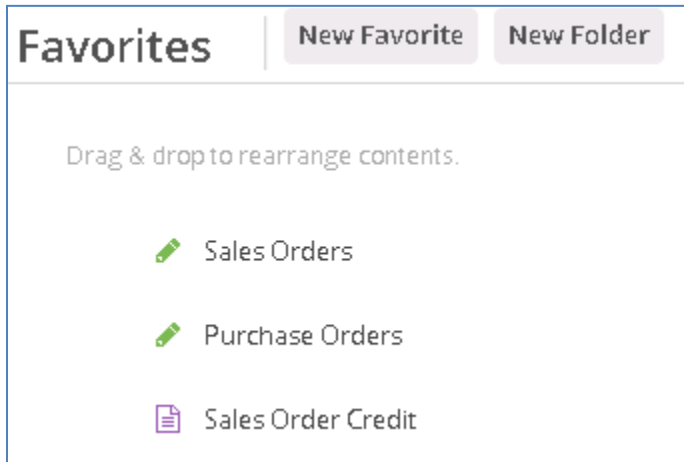 Favorites
New Favorite
New Folder
Drag & drop to rearrange contents.
Sales Orders
Purchase Orders
Sales Order Credit